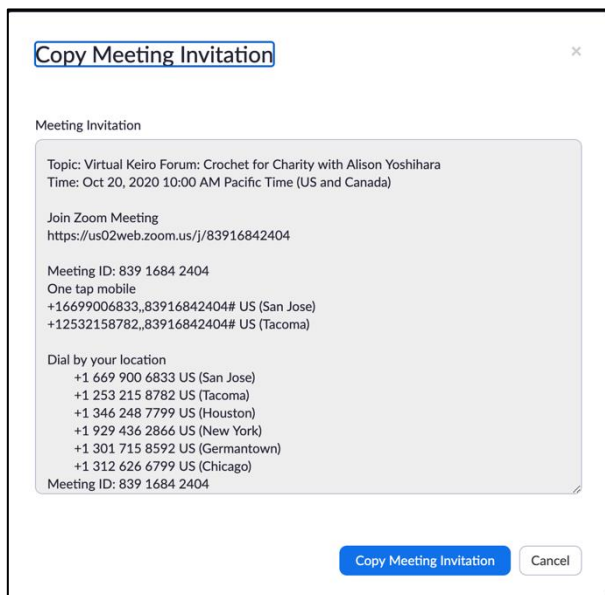 Copy Meeting Invitation
×
Meeting Invitation
Topic: Virtual Keiro Forum: Crochet for Charity with Alison Yoshihara
Time: Oct 20, 2020 10:00 AM Pacific Time (US and Canada)
Join Zoom Meeting
https://us02web.zoom.us/j/83916842404
Meeting ID: 839 1684 2404
One tap mobile
+16699006833,,83916842404# US (San Jose)
+12532158782,,83916842404# US (Tacoma)
Dial by your location
+1 669 900 6833 US (San Jose)
+1 253 215 8782 US (Tacoma)
+1 346 248 7799 US (Houston)
+1 929 436 2866 US (New York)
+1 301 715 8592 US (Germantown)
+1 312 626 6799 US (Chicago)
Meeting ID: 839 1684 2404
Copy Meeting Invitation Cancel